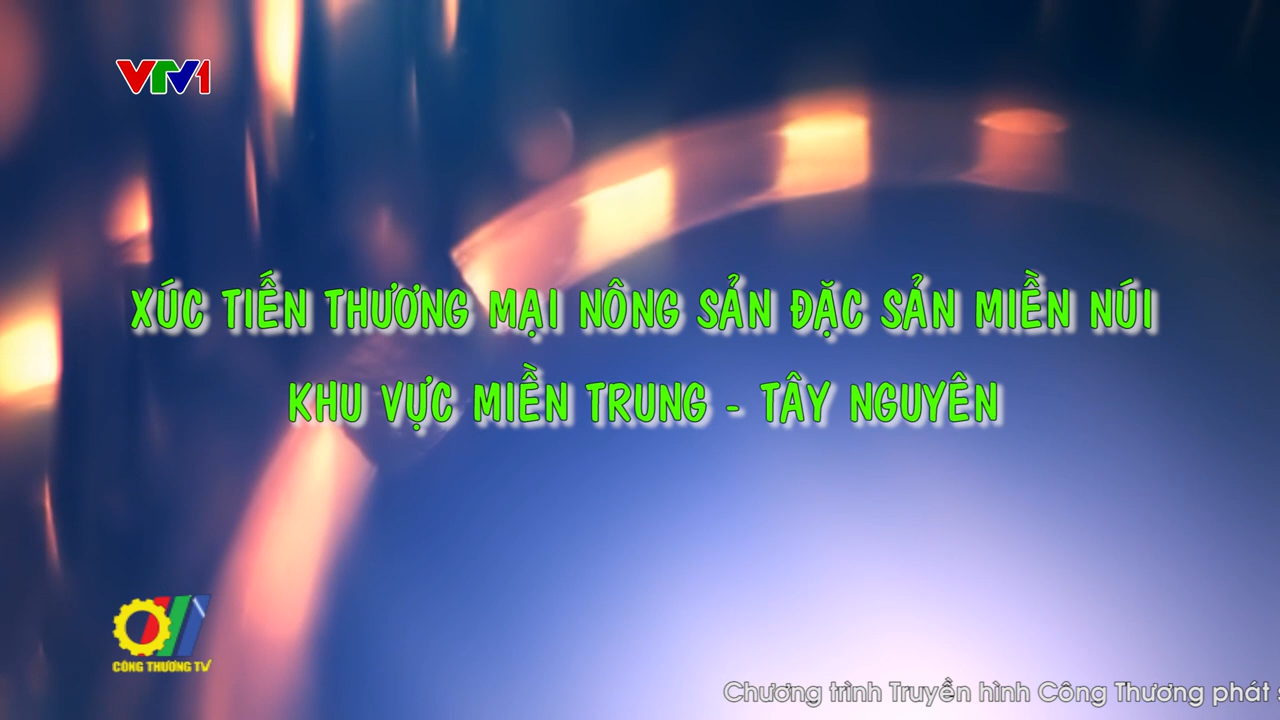 VTV1
XÚC TIẾN THƯƠNG MẠI NÔNG SẢN ĐẶC SẢN MIỀN NÚI
KHU VỰC MIỀN TRUNG - TÂY NGUYÊN
CÔNG THƯƠNG TV
Chương trình Truyền hình Công Thương phát